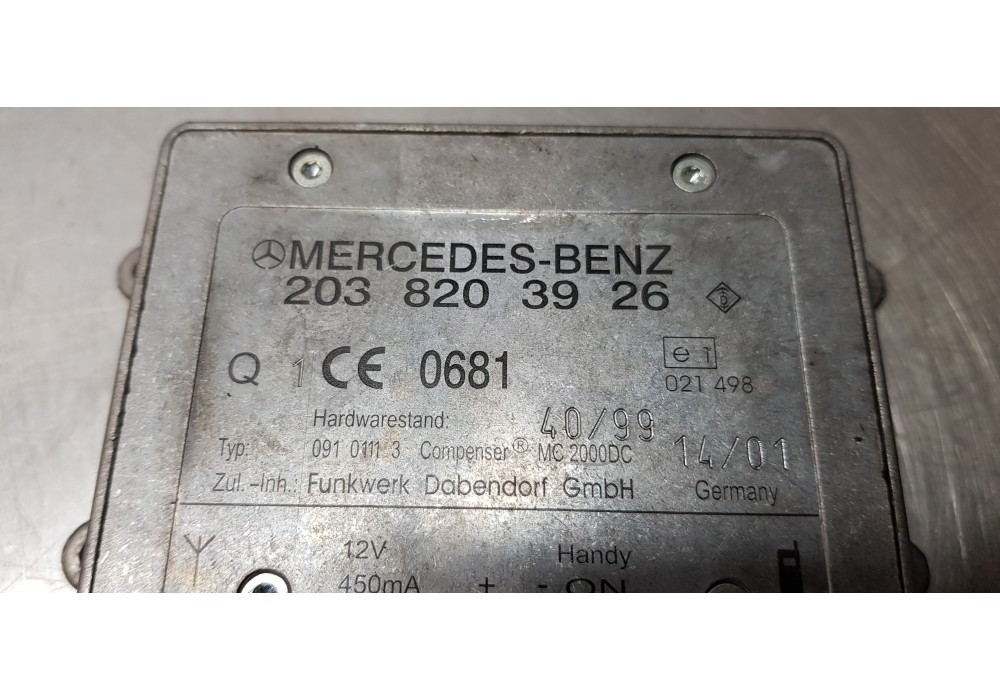 MERCEDES-BENZ
203 820 39 26
Q 1 CE 0681 e1
021 498
Hardwarestand: 40/99
Typ: 091 0111 3 Compenser® MC 2000DC 14/01
Zul.-Inh.: Funkwerk Dabendorf GmbH Germany
12V Handy
450mA + - ON